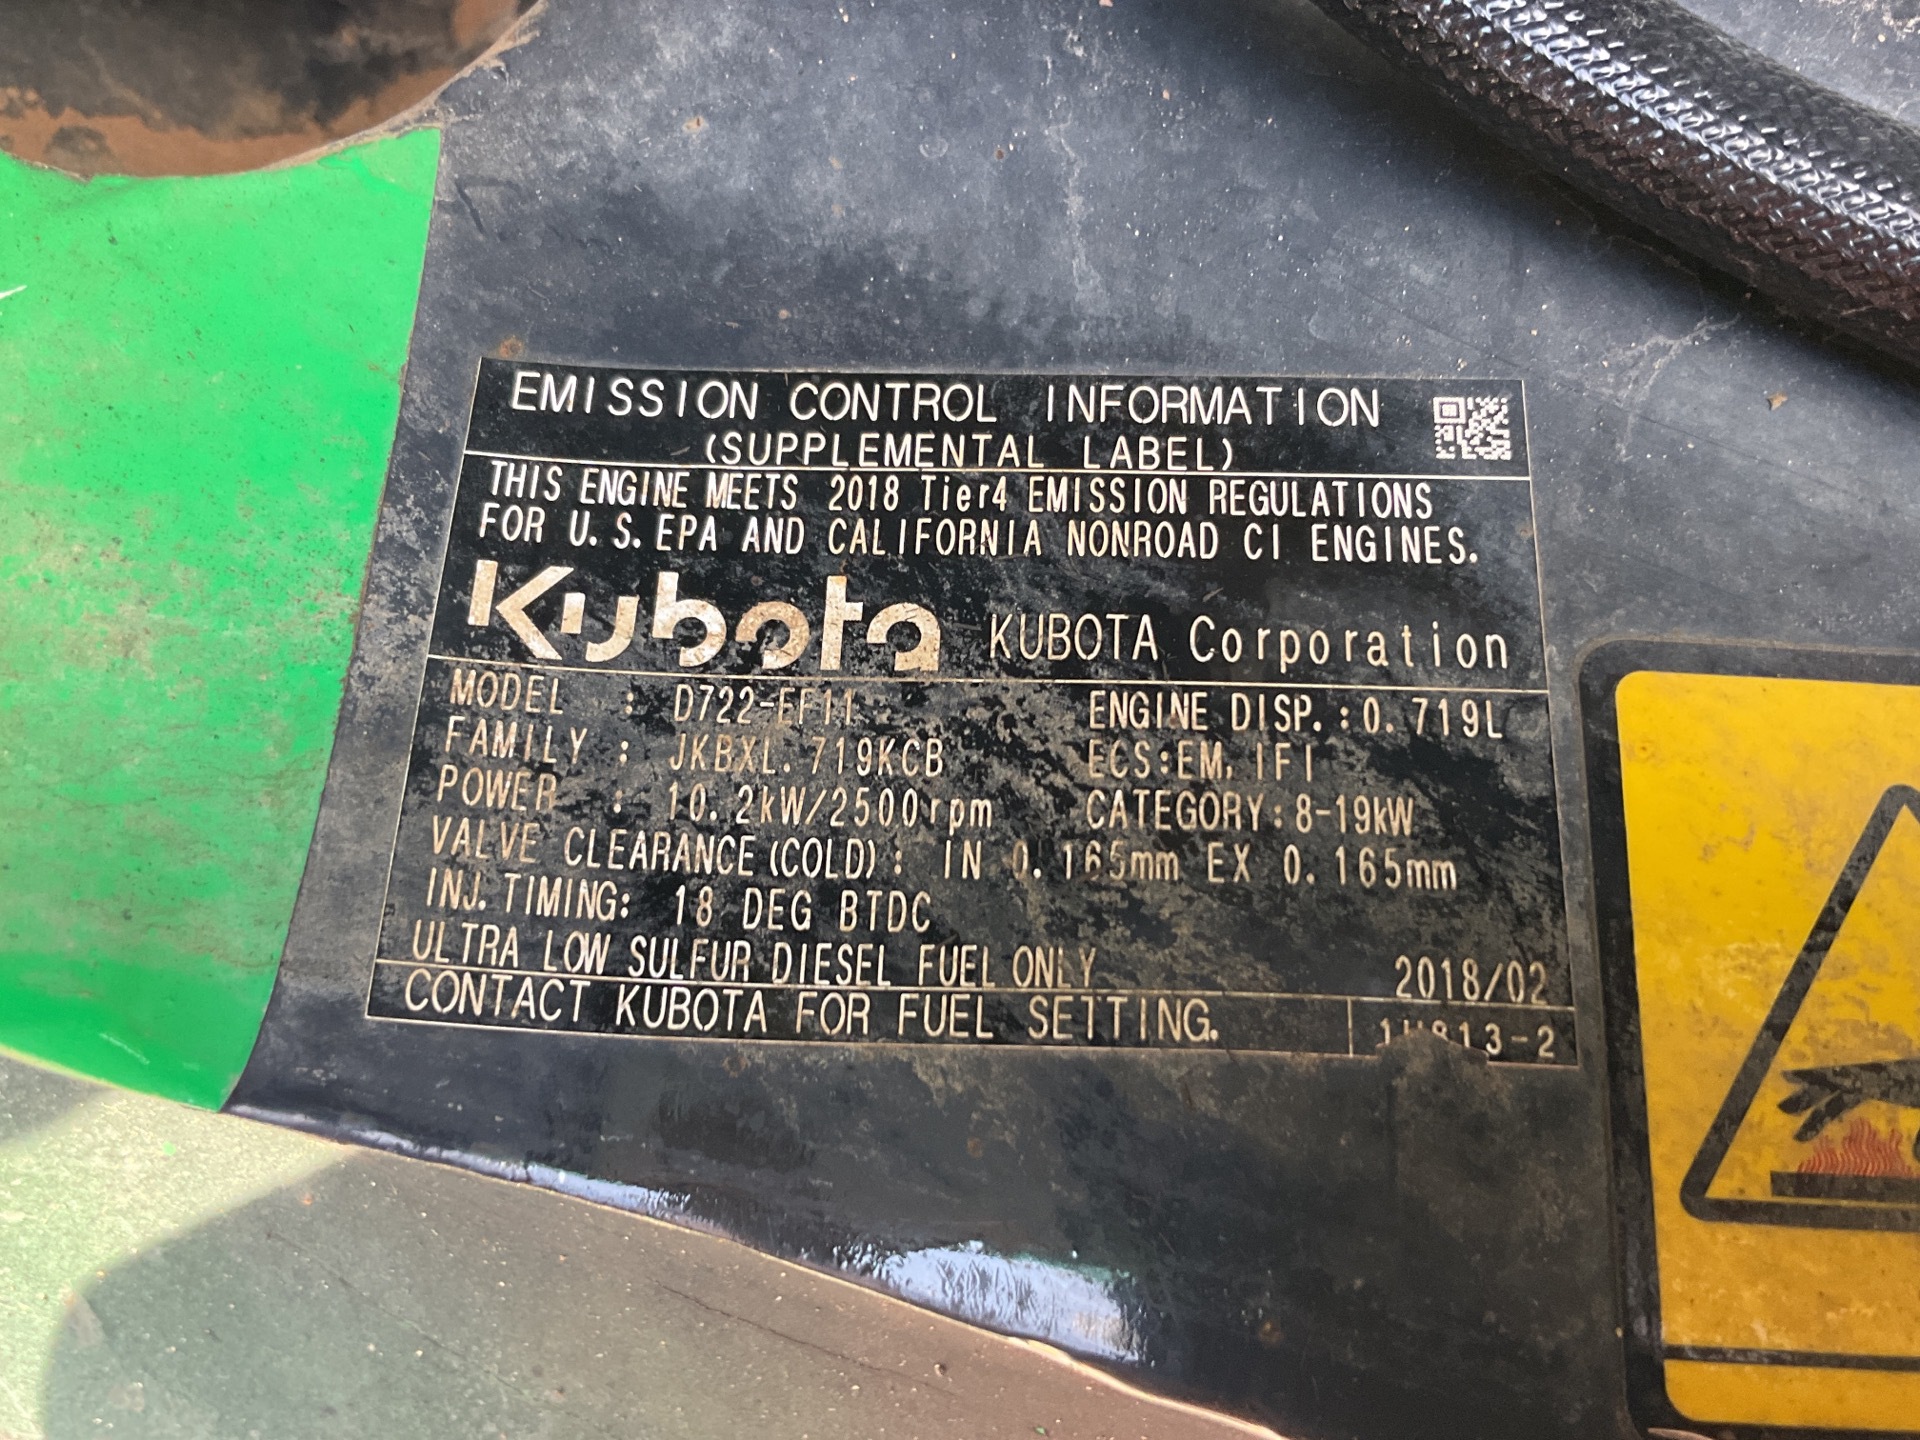 EMISSION CONTROL INFORMATION
(SUPPLEMENTAL LABEL)
THIS ENGINE MEETS 2018 Tier4 EMISSION REGULATIONS
FOR U.S. EPA AND CALIFORNIA NONROAD CI ENGINES.
Kubota KUBOTA Corporation
MODEL : D722-EF11 ENGINE DISP.:0.719L
FAMILY : JKBXL.719KCB ECS:EM, IFI
POWER : 10.2kW/2500rpm CATEGORY:8-19kW
VALVE CLEARANCE(COLD): IN 0.165mm EX 0.165mm
INJ. TIMING: 18 DEG BTDC
ULTRA LOW SULFUR DIESEL FUEL ONLY 2018/02
CONTACT KUBOTA FOR FUEL SETTING.